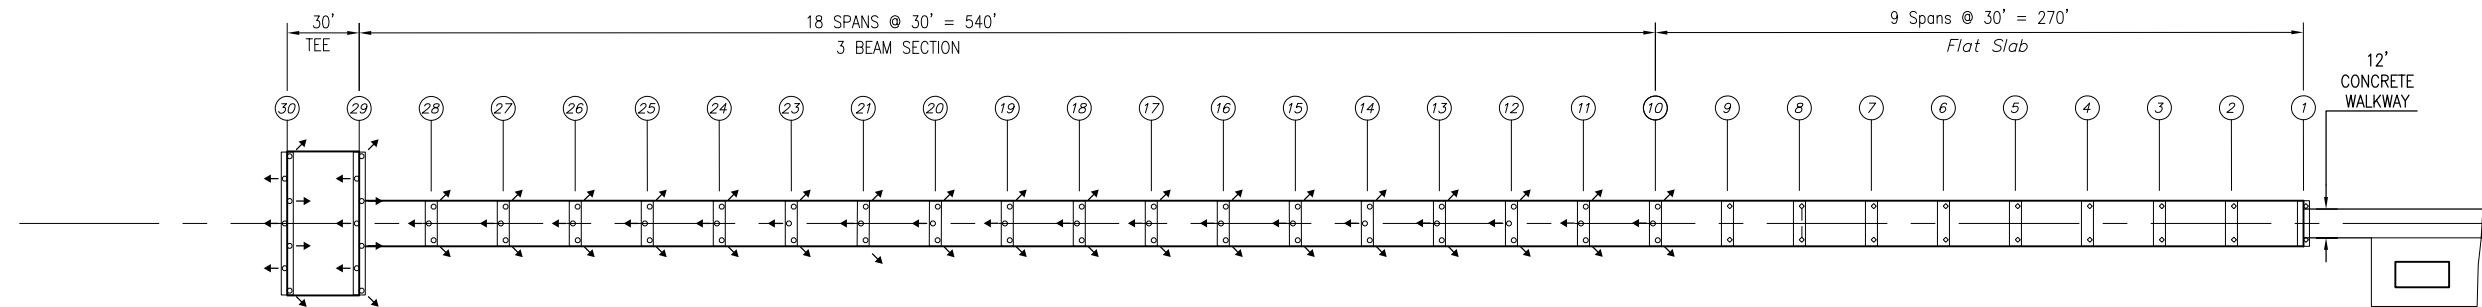 30'
TEE
18 SPANS @ 30' = 540'
3 BEAM SECTION
9 Spans @ 30' = 270'
Flat Slab
12'
CONCRETE
WALKWAY
30 29 28 27 26 25 24 23 21 20 19 18 17 16 15 14 13 12 11 10 9 8 7 6 5 4 3 2 1